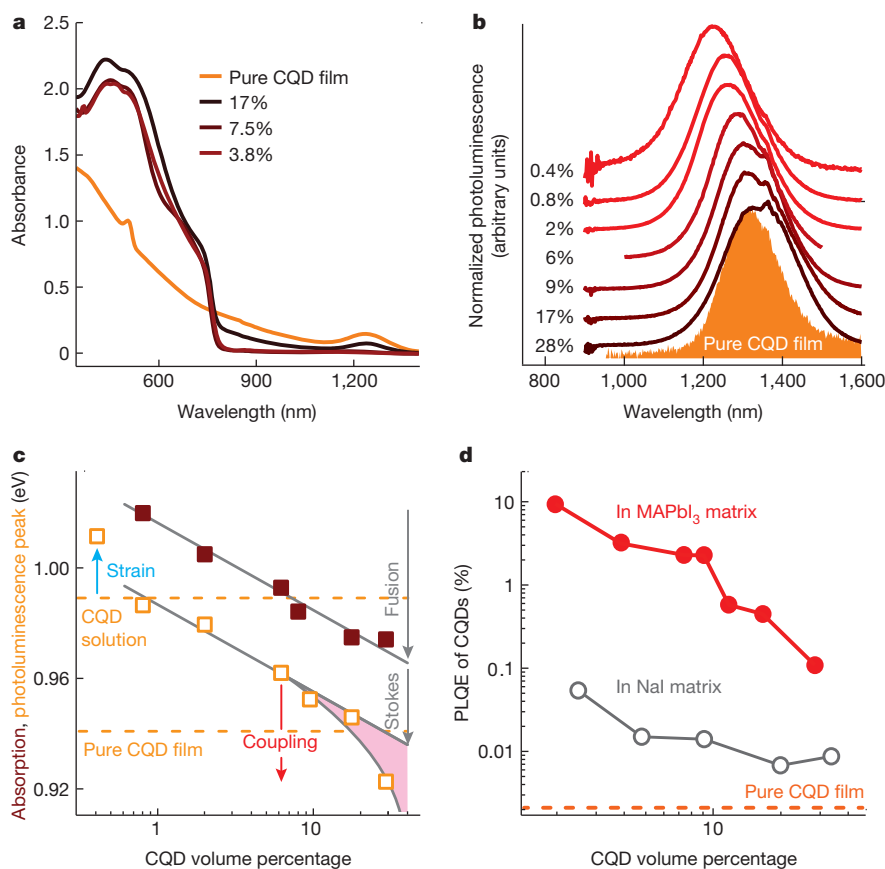 a
2.5
2.0
1.5
1.0
0.5
0
Absorbance
Pure CQD film
17%
7.5%
3.8%
600
900
1,200
Wavelength (nm)
b
Normalized photoluminescence
(arbitrary units)
0.4%
0.8%
2%
6%
9%
17%
28%
Pure CQD film
800
1,000
1,200
1,400
1,600
Wavelength (nm)
c
Absorption, photoluminescence peak (eV)
1.00
0.96
0.92
Strain
CQD
solution
Pure CQD film
Coupling
Fusion
Stokes
1
10
CQD volume percentage
d
PLQE of CQDs (%)
10
1
0.1
0.01
In MAPbI3 matrix
In NaI matrix
Pure CQD film
10
CQD volume percentage